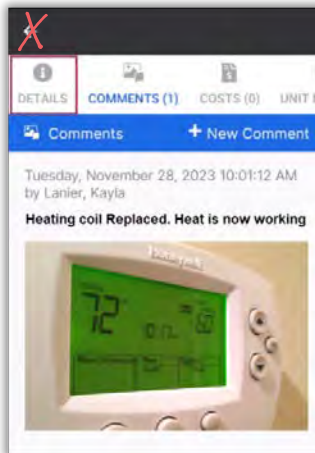 DETAILS COMMENTS (1) COSTS (0) UNIT
Comments + New Comment
Tuesday, November 28, 2023 10:01:12 AM
by Lanier, Kayla
Heating coil Replaced. Heat is now working
Honeywell
72 60